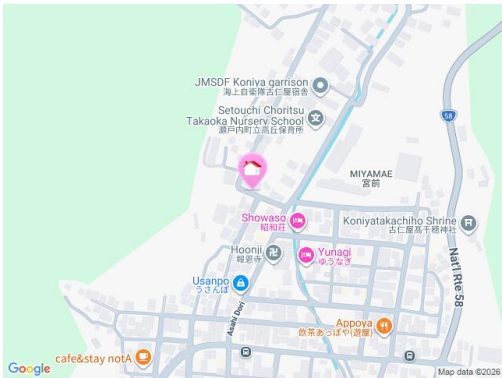 JMSDF Koniya garrison
海上自衛隊古仁屋宿舎
Setouchi Choritsu
Takaoka Nursery School
瀬戸内町立高丘保育所
58
MIYAMAE
宮前
Showaso
昭和荘
Koniyatakachiho Shrine
古仁屋高千穂神社
Hoonji
報恩寺
Yunagi
ゆうなぎ
Nat'l Rte 58
Usanpo
うさんぽ
Asahi Dori
Appoya
飲茶あっぽや(遊屋)
cafe&stay notA
Google
Map data ©2026